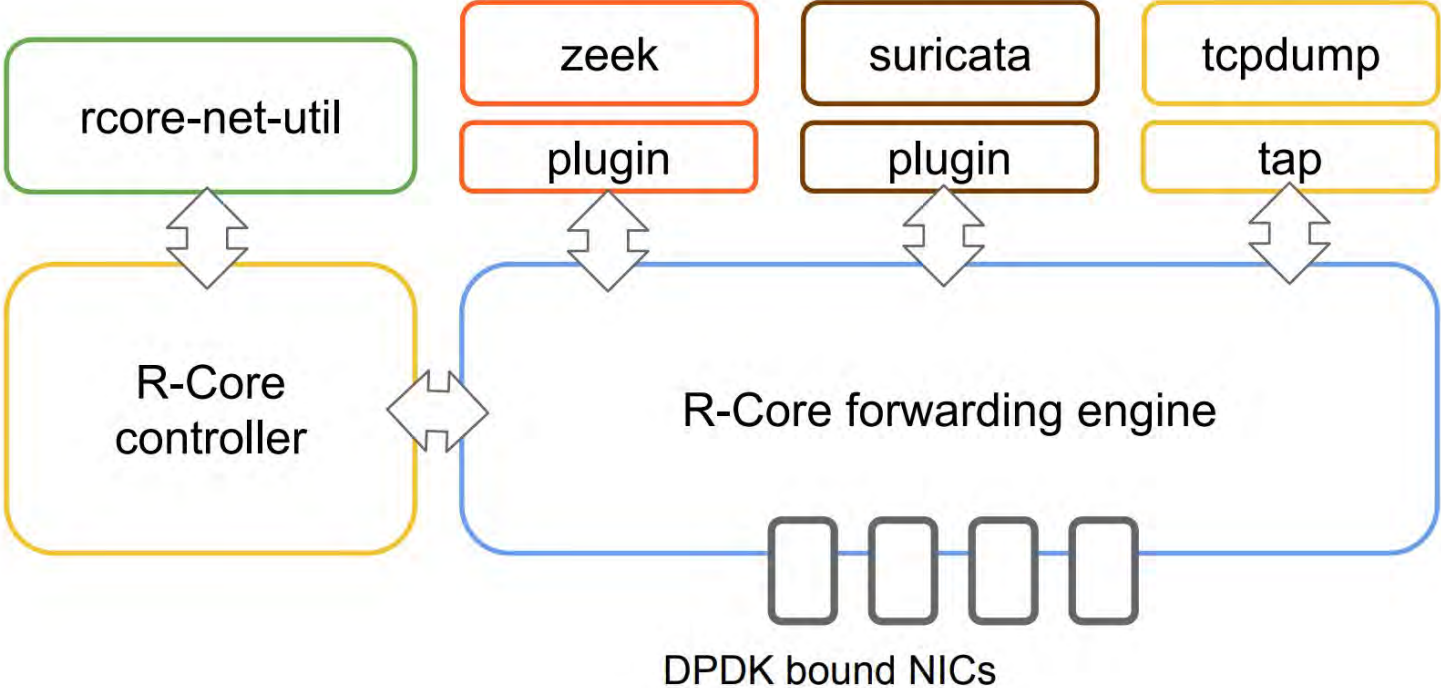 rcore-net-util
zeek
suricata
tcpdump
plugin
plugin
tap
R-Core
controller
R-Core forwarding engine
DPDK bound NICs